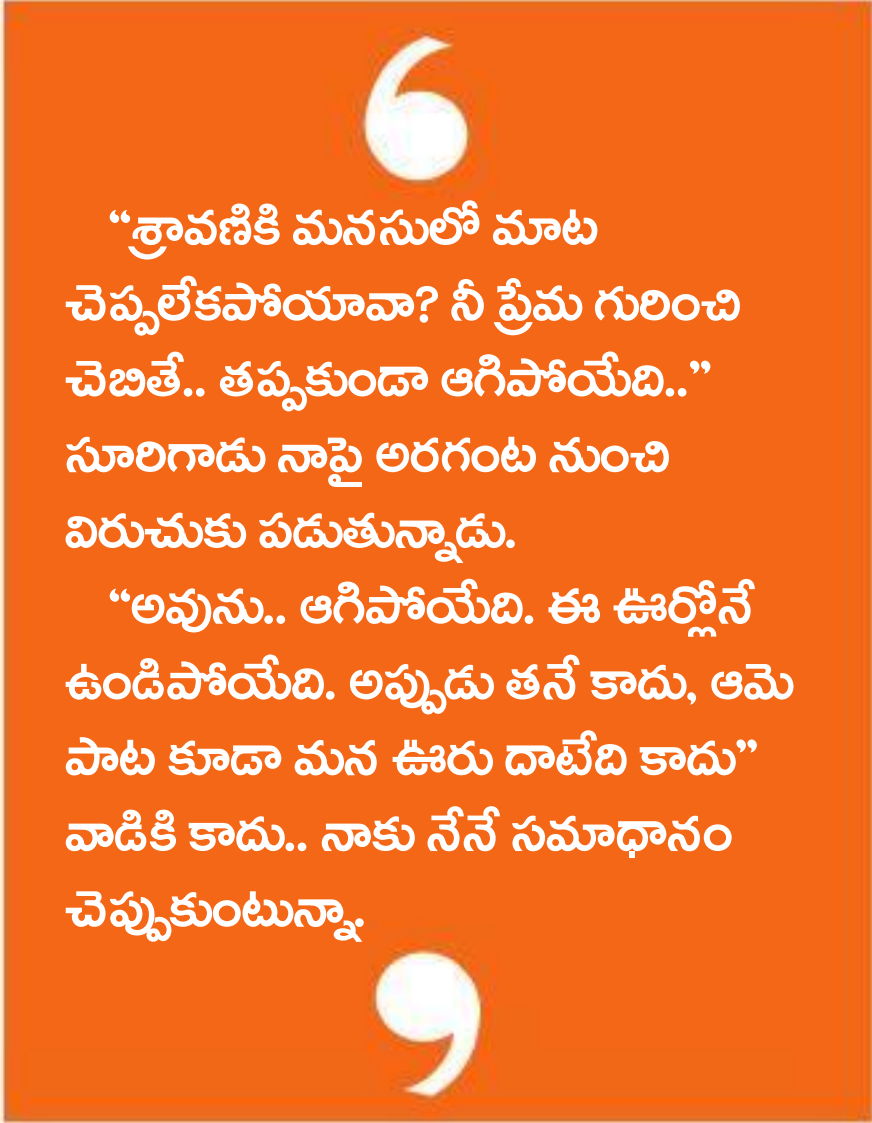 “శ్రావణికి మనసులో మాట
చెప్పలేకపోయావా? నీ ప్రేమ గురించి
చెబితే.. తప్పకుండా ఆగిపోయేది..”
సూరిగాడు నాపై అరగంట నుంచి
విరుచుకు పడుతున్నాడు.
“అవును.. ఆగిపోయేది. ఈ ఊర్లోనే
ఉండిపోయేది. అప్పుడు తనే కాదు, ఆమె
పాట కూడా మన ఊరు దాటేది కాదు”
వాడికి కాదు.. నాకు నేనే సమాధానం
చెప్పుకుంటున్నా.